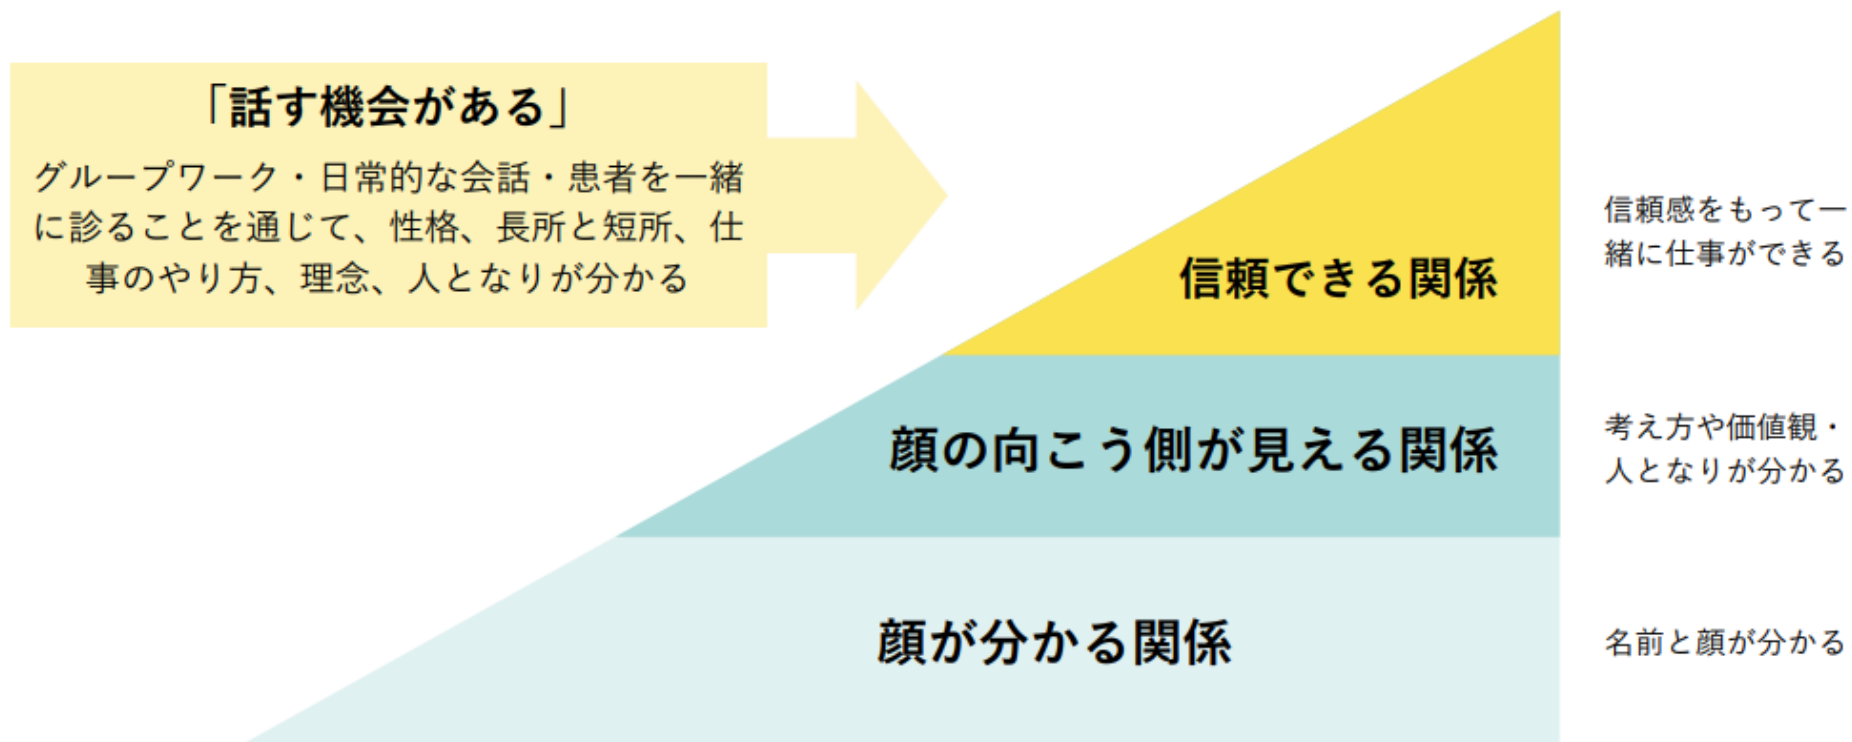 「話す機会がある」
グループワーク・日常的な会話・患者を一緒
に診ることを通じて、性格、長所と短所、仕
事のやり方、理念、人となりが分かる
信頼できる関係
信頼感をもって一
緒に仕事ができる
顔の向こう側が見える関係
考え方や価値観・
人となりが分かる
顔が分かる関係
名前と顔が分かる